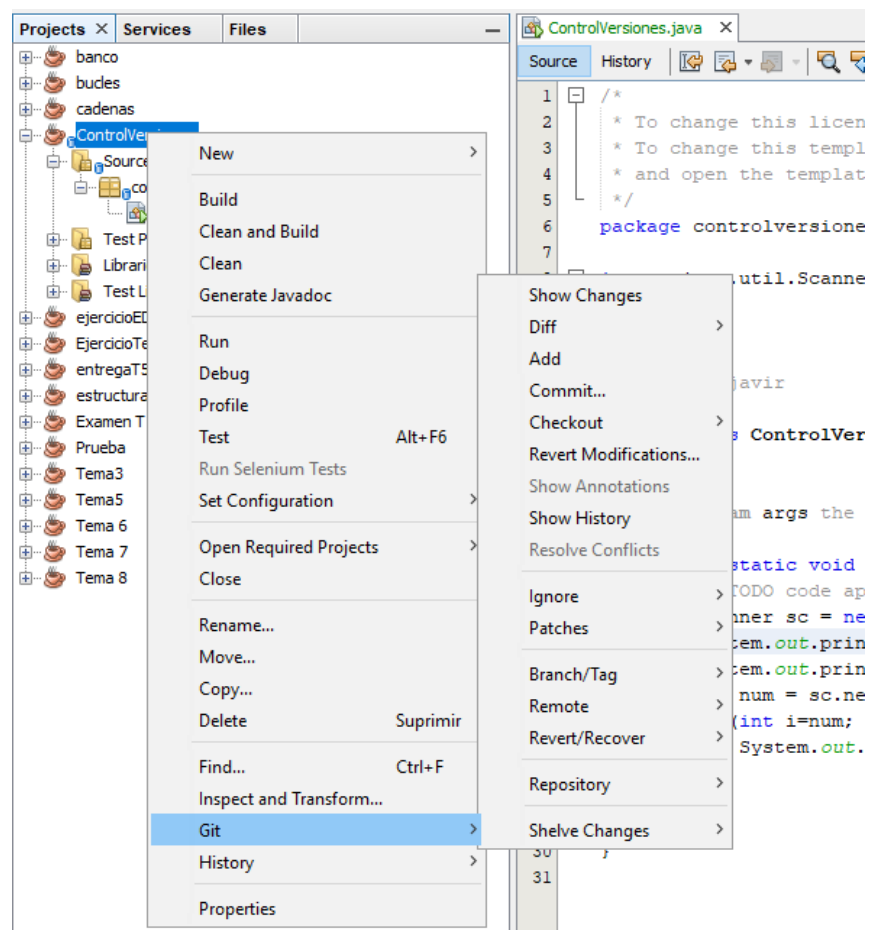 Projects × Services Files
banco
bucles
cadenas
ControlVe
Source
co
Test P
Librari
Test L
ejercicioED
EjercicioTe
entregaT5
estructura
Examen T
Prueba
Tema3
Tema5
Tema 6
Tema 7
Tema 8
New
Build
Clean and Build
Clean
Generate Javadoc
Run
Debug
Profile
Test Alt+F6
Run Selenium Tests
Set Configuration
Open Required Projects
Close
Rename...
Move...
Copy...
Delete Suprimir
Find... Ctrl+F
Inspect and Transform...
Git
History
Properties
Show Changes
Diff
Add
Commit...
Checkout
Revert Modifications...
Show Annotations
Show History
Resolve Conflicts
Ignore
Patches
Branch/Tag
Remote
Revert/Recover
Repository
Shelve Changes
ControlVersiones.java ×
Source History
1 /*
2 * To change this licen
3 * To change this templ
4 * and open the templat
5 */
6 package controlversione
7
.util.Scanne
javir
s ControlVer
am args the
static void
TODO code ap
nner sc = ne
tem.out.prin
tem.out.prin
num = sc.ne
(int i=num;
System.out.
30 }
31